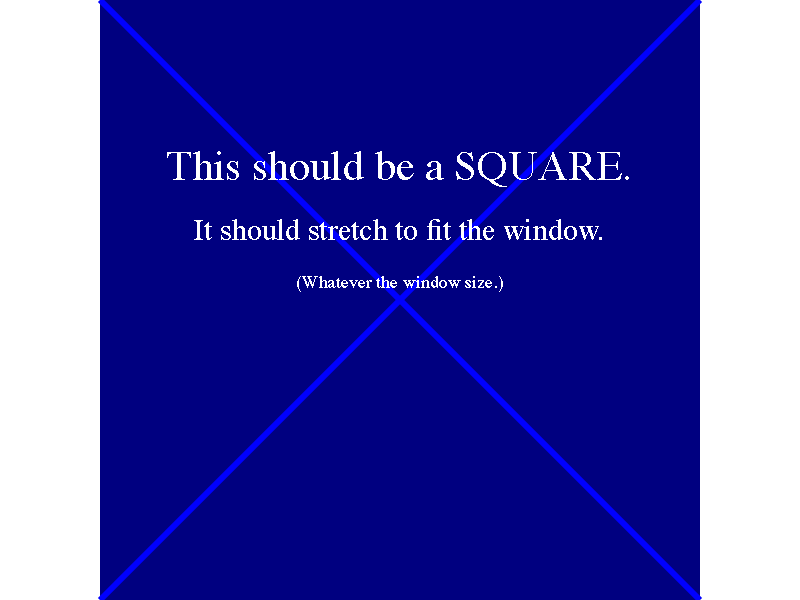 This should be a SQUARE.
It should stretch to fit the window.
(Whatever the window size.)